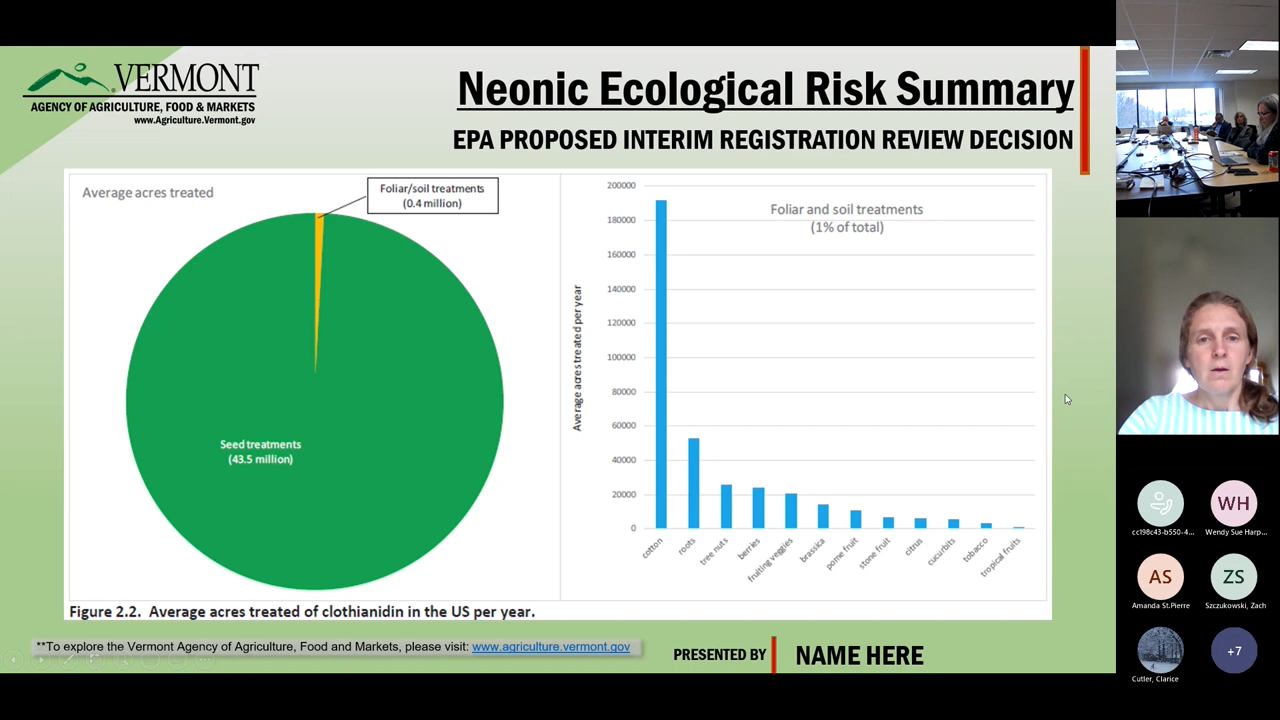 VERMONT
AGENCY OF AGRICULTURE, FOOD & MARKETS
www.Agriculture.Vermont.gov
Neonic Ecological Risk Summary
EPA PROPOSED INTERIM REGISTRATION REVIEW DECISION
Average acres treated
Foliar/soil treatments
(0.4 million)
Seed treatments
(43.5 million)
Foliar and soil treatments
(1% of total)
Average acres treated per year
200000
180000
160000
140000
120000
100000
80000
60000
40000
20000
0
cotton
roots
tree nuts
berries
fruiting veggies
brassica
pome fruit
stone fruit
citrus
cucurbits
tobacco
tropical fruits
Figure 2.2. Average acres treated of clothianidin in the US per year.
**To explore the Vermont Agency of Agriculture, Food and Markets, please visit: www.agriculture.vermont.gov
PRESENTED BY
NAME HERE
WH
cc198c43-b550-4...
Wendy Sue Harp...
AS
ZS
Amanda St.Pierre
Szczukowski, Zach
+7
Cutler, Clarice